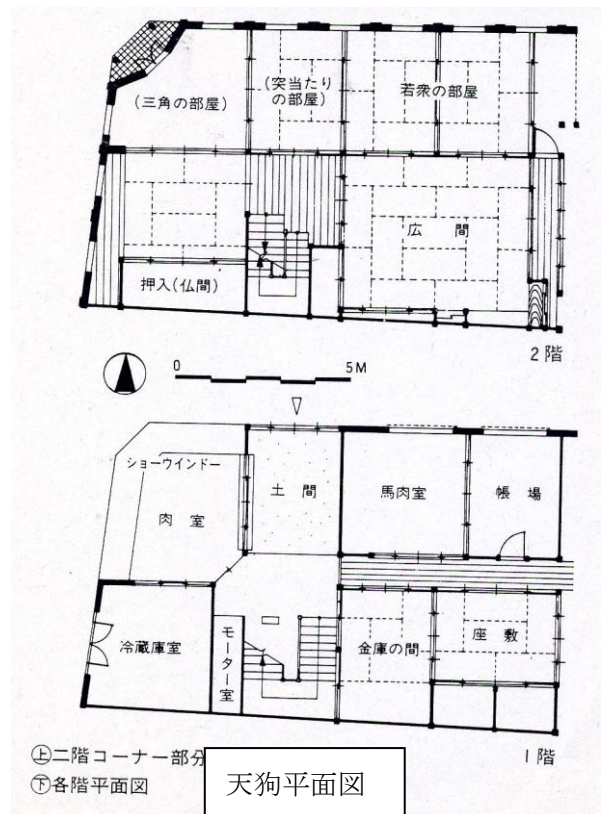 (三角の部屋)
(突当たり
の部屋)
若衆の部屋
広間
押入(仏間)
2階
0 5M
ショーウインドー
肉室
土間
馬肉室
帳場
冷蔵庫室
モーター室
金庫の間
座敷
1階
㊤二階コーナー部分
㊦各階平面図
天狗平面図